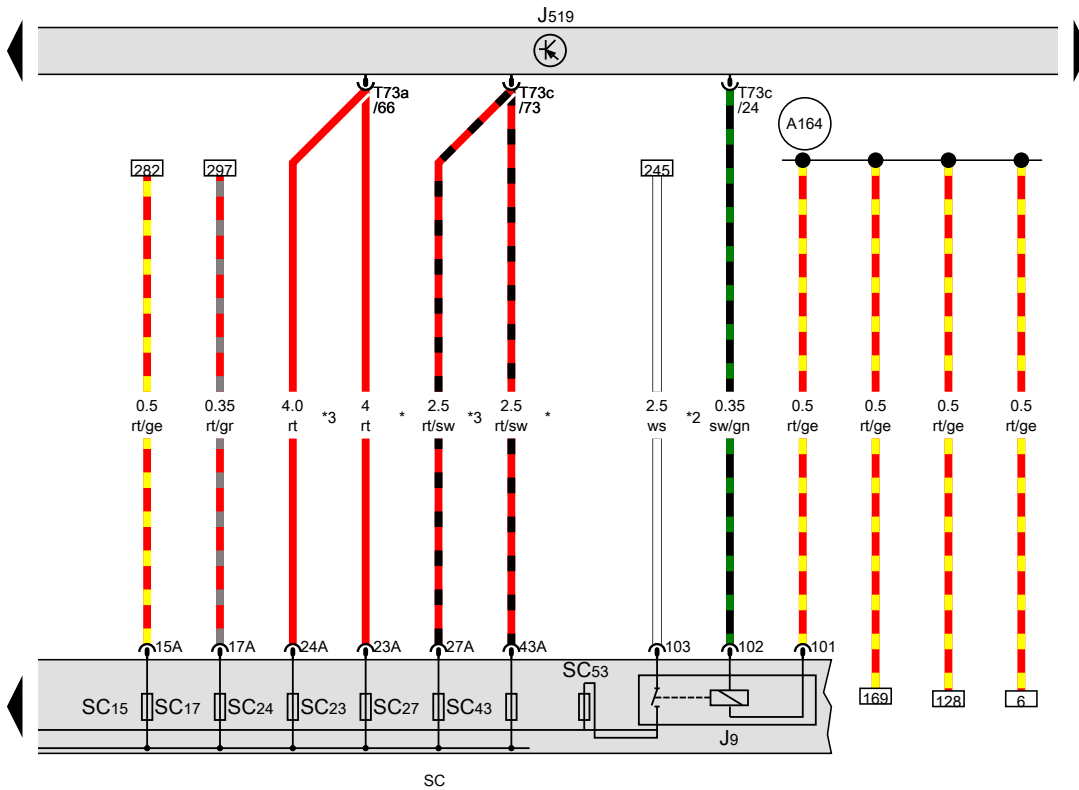 J519
T73a
/66
T73c
/73
T73c
/24
A164
282
297
245
0.5
rt/ge
0.35
rt/gr
4.0
rt
*3
4
rt
*
2.5
rt/sw
*3
2.5
rt/sw
*
2.5
ws
*2
0.35
sw/gn
0.5
rt/ge
0.5
rt/ge
0.5
rt/ge
0.5
rt/ge
15A
17A
24A
23A
27A
43A
103
102
101
SC53
SC15
SC17
SC24
SC23
SC27
SC43
169
128
6
J9
SC